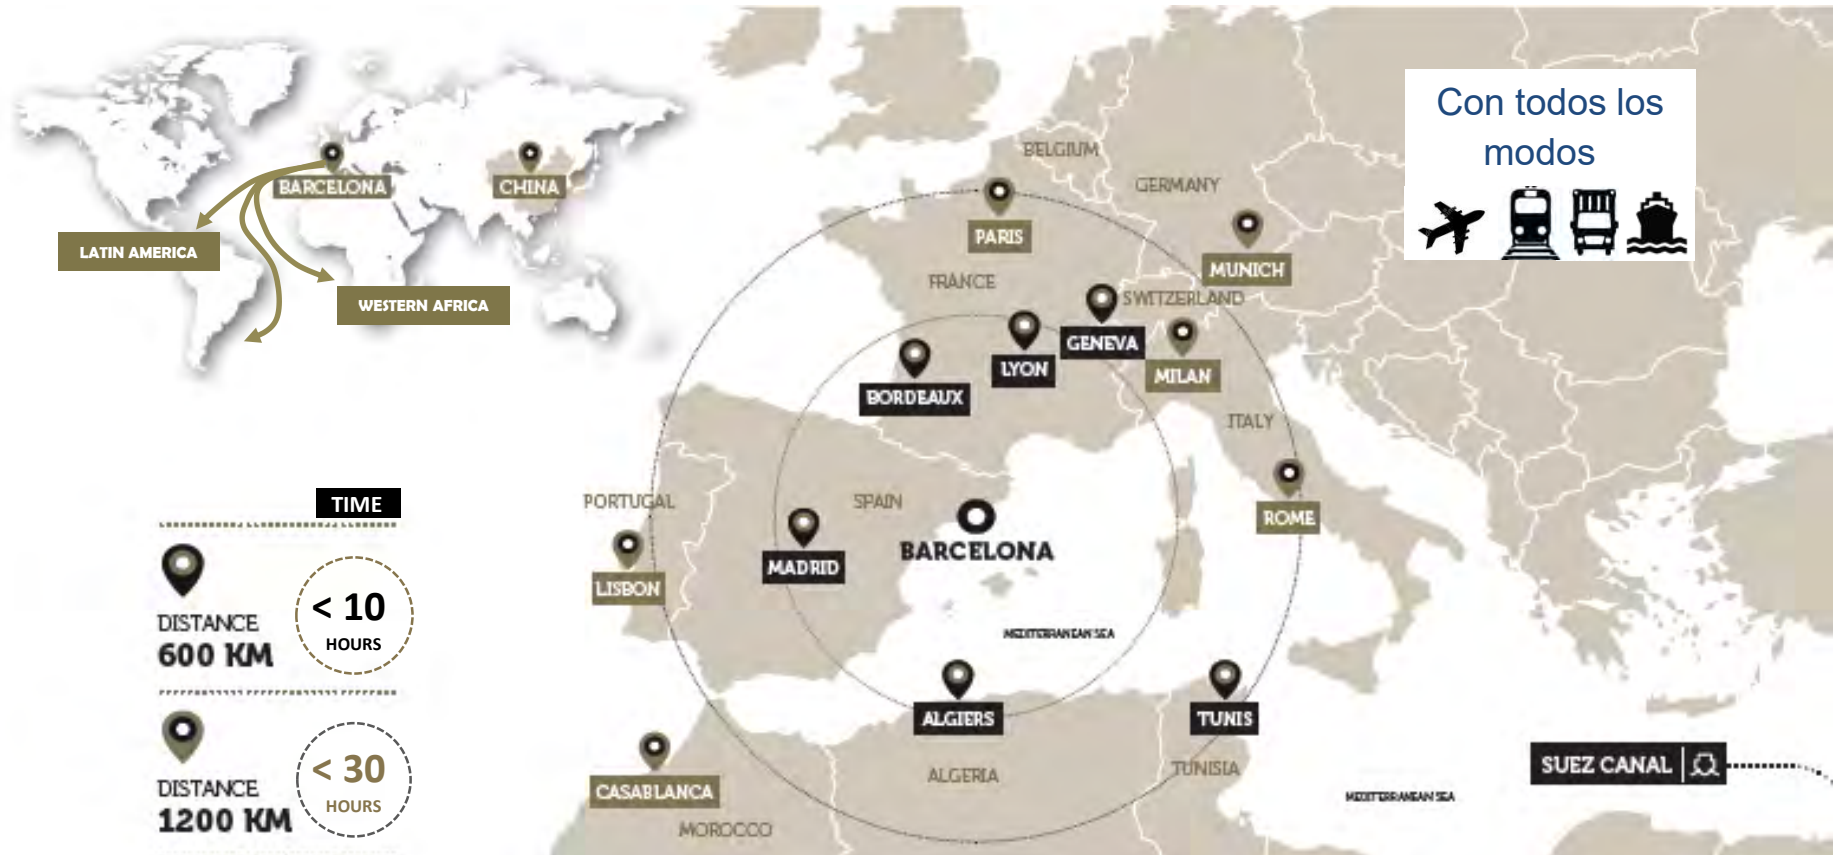 BARCELONA
CHINA
LATIN AMERICA
WESTERN AFRICA
TIME
DISTANCE
600 KM
< 10
HOURS
DISTANCE
1200 KM
< 30
HOURS
Con todos los
modos
BELGIUM
GERMANY
PARIS
MUNICH
FRANCE
SWITZERLAND
GENEVA
LYON
MILAN
BORDEAUX
ITALY
PORTUGAL
SPAIN
ROME
BARCELONA
MADRID
LISBON
MEDITERRANEAN SEA
ALGIERS
TUNIS
SUEZ CANAL
ALGERIA
TUNISIA
CASABLANCA
MEDITERRANEAN SEA
MOROCCO